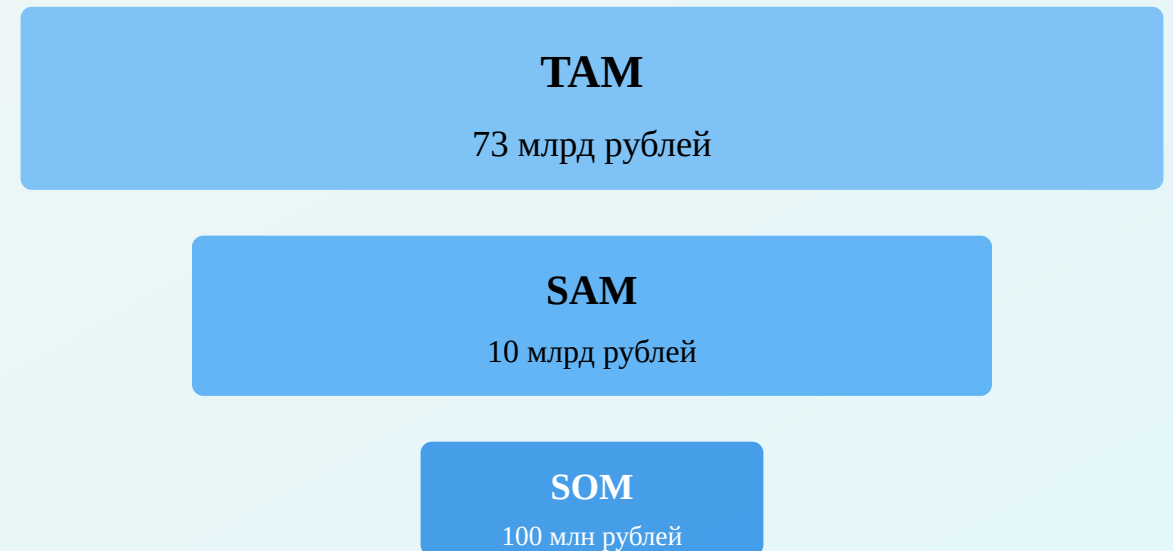 TAM
73 млрд рублей
SAM
10 млрд рублей
SOM
100 млн рублей